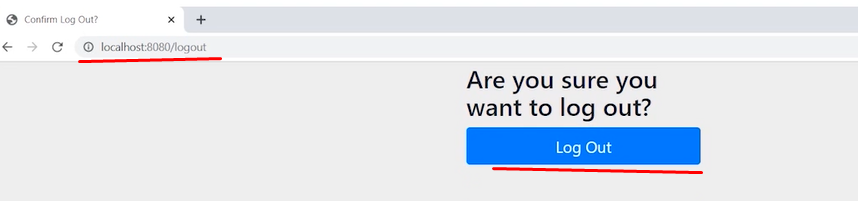 Confirm Log Out?
localhost:8080/logout
Are you sure you
want to log out?
Log Out